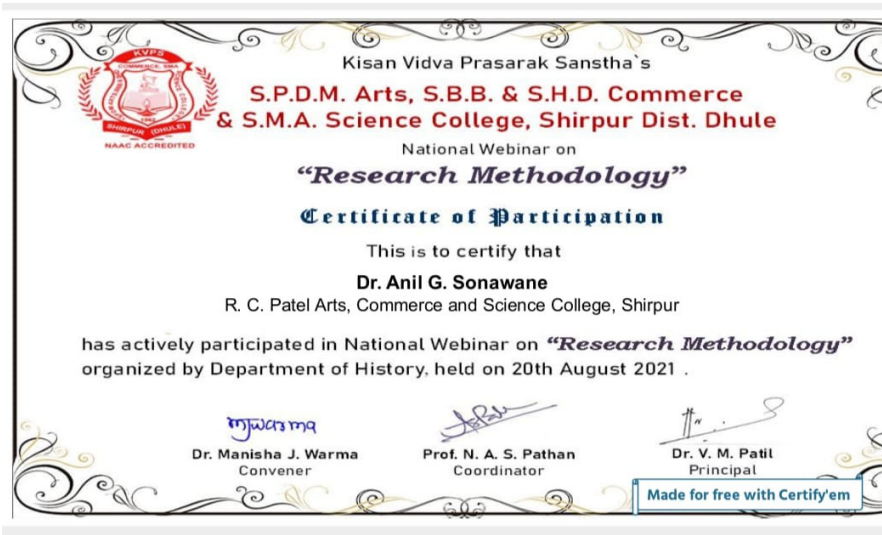 KVPS
SHIRPUR (DHULE)
NAAC ACCREDITED
Kisan Vidva Prasarak Sanstha`s
S.P.D.M. Arts, S.B.B. & S.H.D. Commerce
& S.M.A. Science College, Shirpur Dist. Dhule
National Webinar on
“Research Methodology”
Certificate of Participation
This is to certify that
Dr. Anil G. Sonawane
R. C. Patel Arts, Commerce and Science College, Shirpur
has actively participated in National Webinar on “Research Methodology”
organized by Department of History, held on 20th August 2021 .
Dr. Manisha J. Warma
Convener
Prof. N. A. S. Pathan
Coordinator
Dr. V. M. Patil
Principal
Made for free with Certify'em